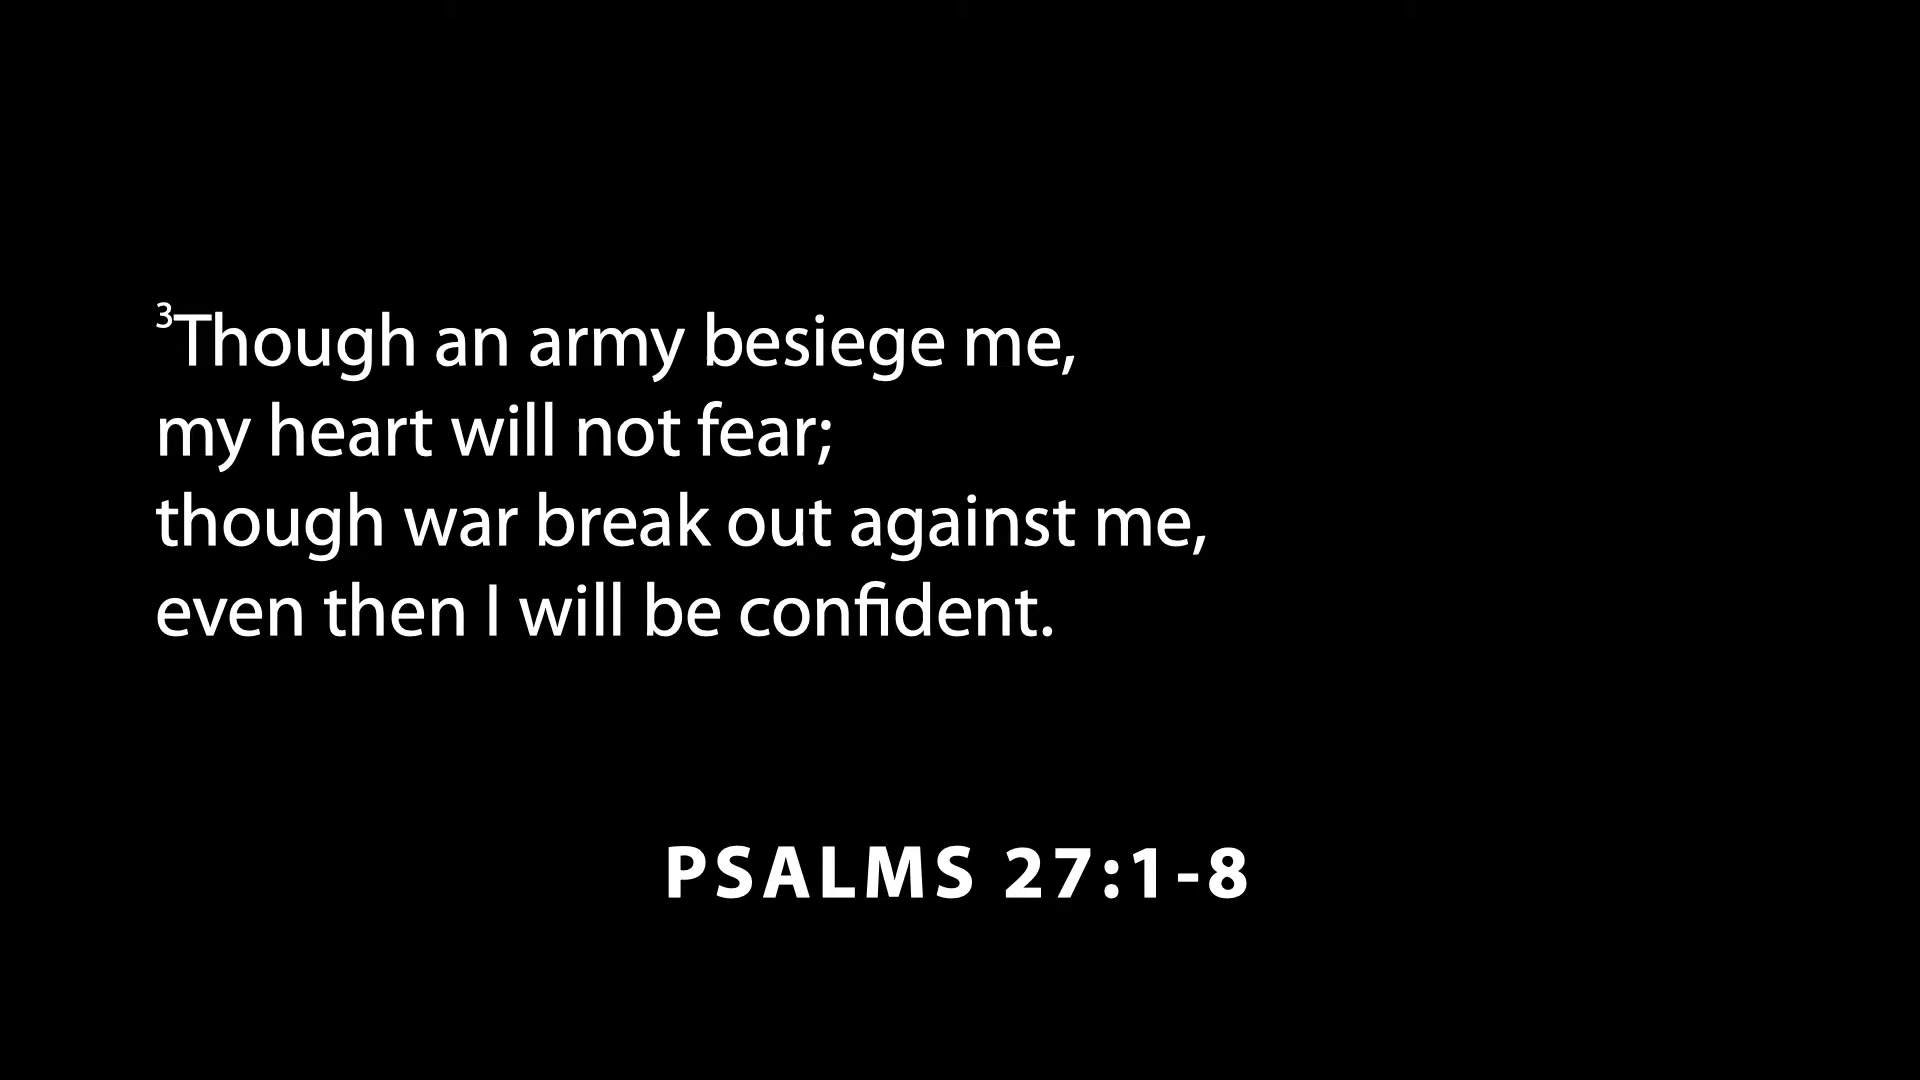 ³Though an army besiege me,
my heart will not fear;
though war break out against me,
even then I will be confident.
PSALMS 27:1-8